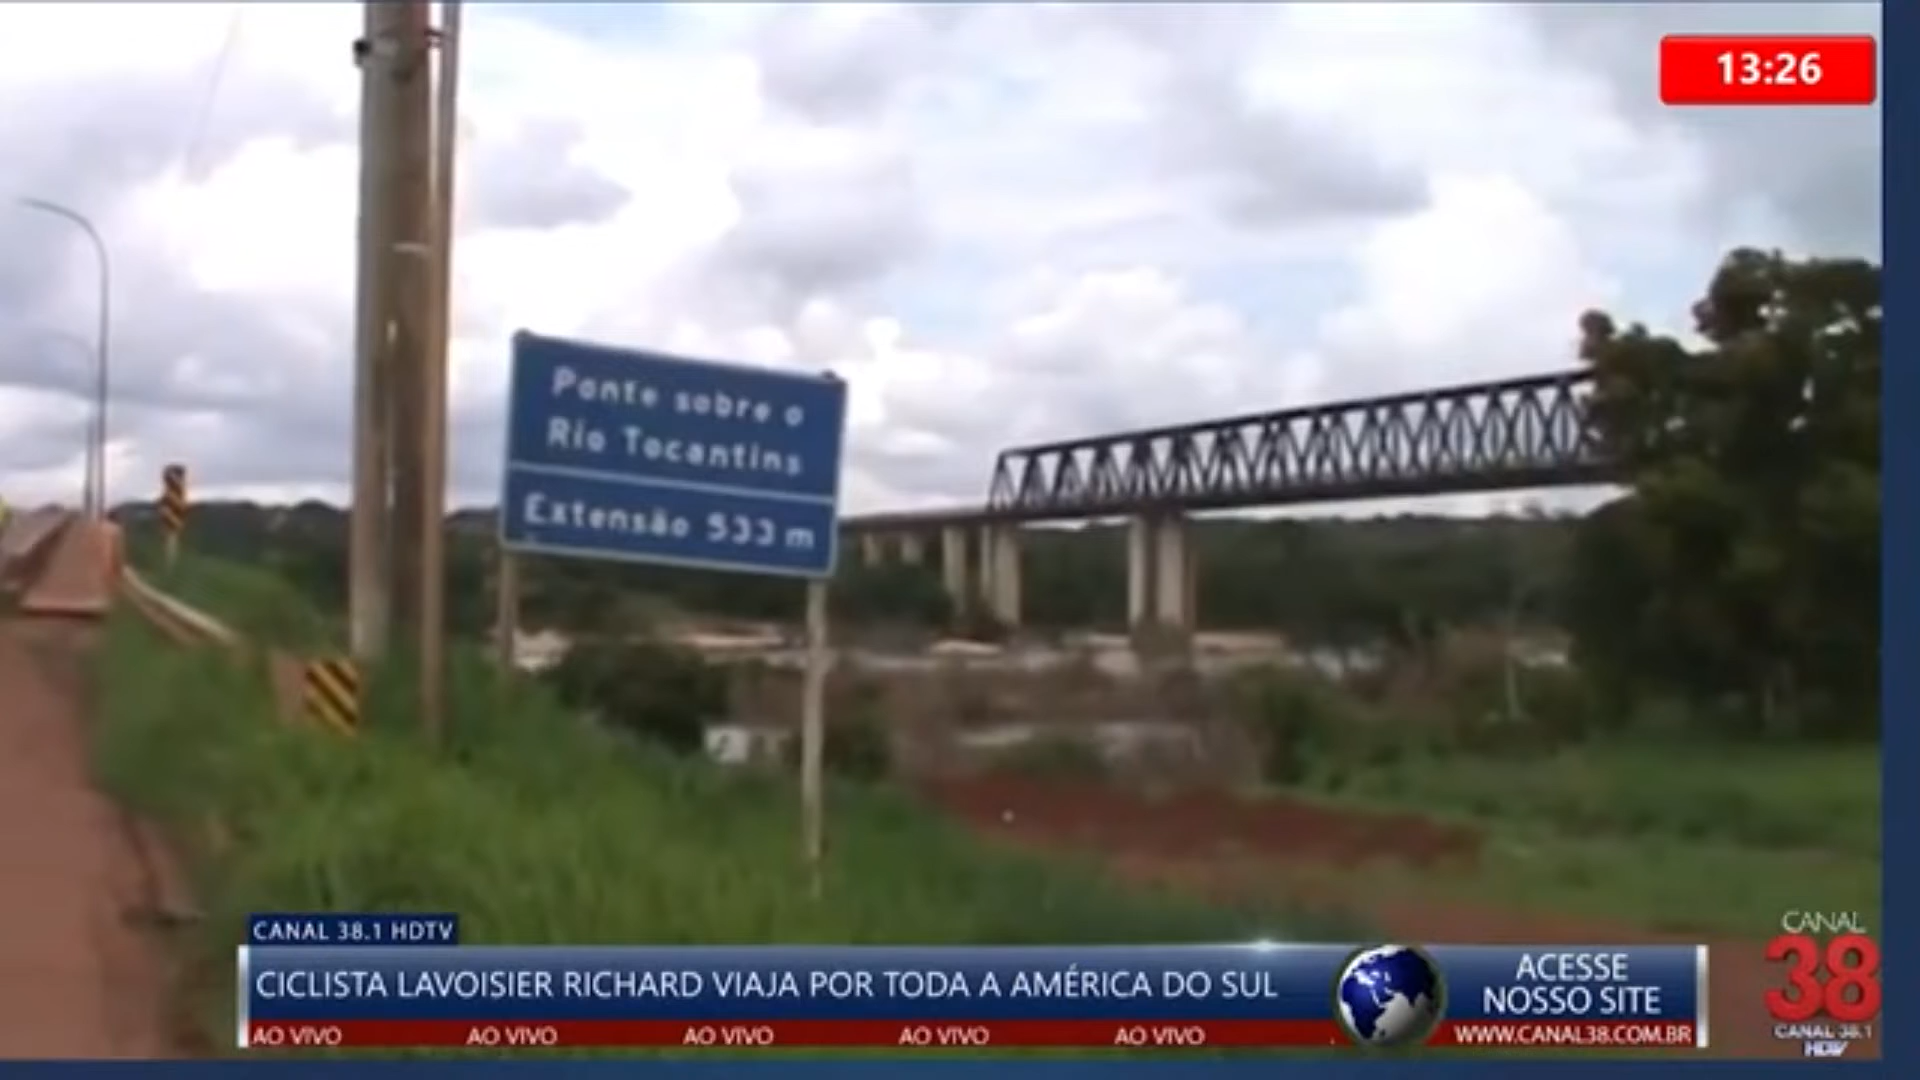 13:26
Ponte sobre o
Rio Tocantins
Extensão 533 m
CANAL 38.1 HDTV
CICLISTA LAVOISIER RICHARD VIAJA POR TODA A AMÉRICA DO SUL
ACESSE
NOSSO SITE
AO VIVO AO VIVO AO VIVO AO VIVO AO VIVO
WWW.CANAL38.COM.BR
CANAL
38
CANAL 38.1
HDTV